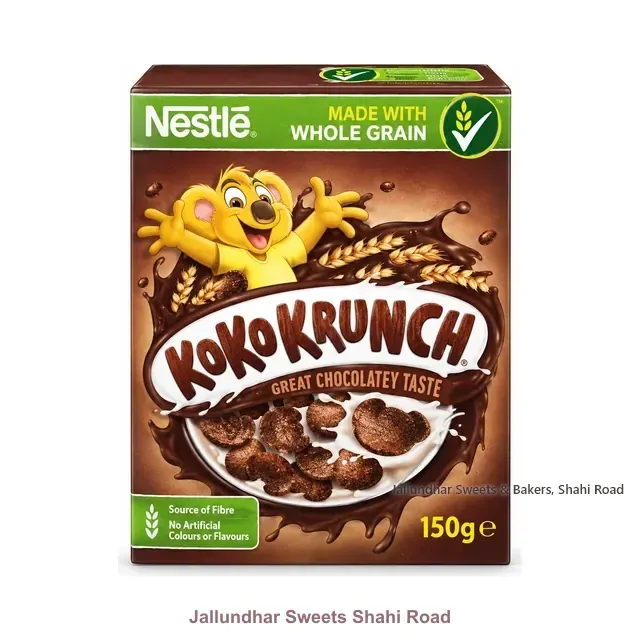 Nestlé®
MADE WITH
WHOLE GRAIN
KOKO KRUNCH®
GREAT CHOCOLATEY TASTE
Jallundhar Sweets & Bakers, Shahi Road
Source of Fibre
No Artificial
Colours or Flavours
150g e
Jallundhar Sweets Shahi Road